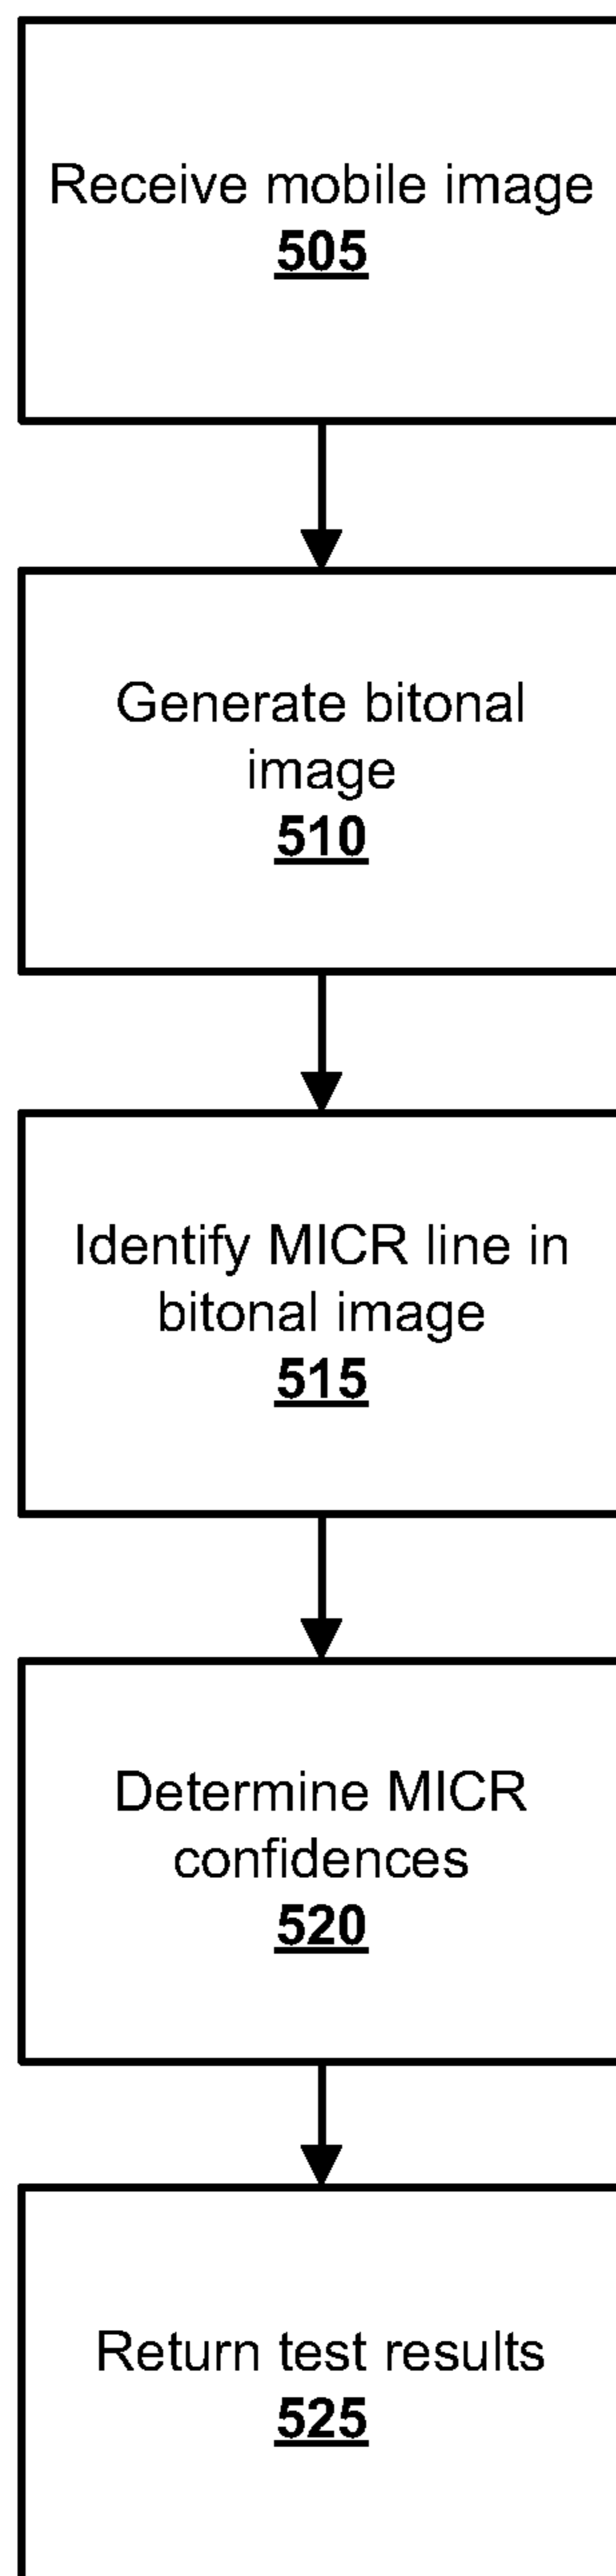 Receive mobile image
505
Generate bitonal
image
510
Identify MICR line in
bitonal image
515
Determine MICR
confidences
520
Return test results
525